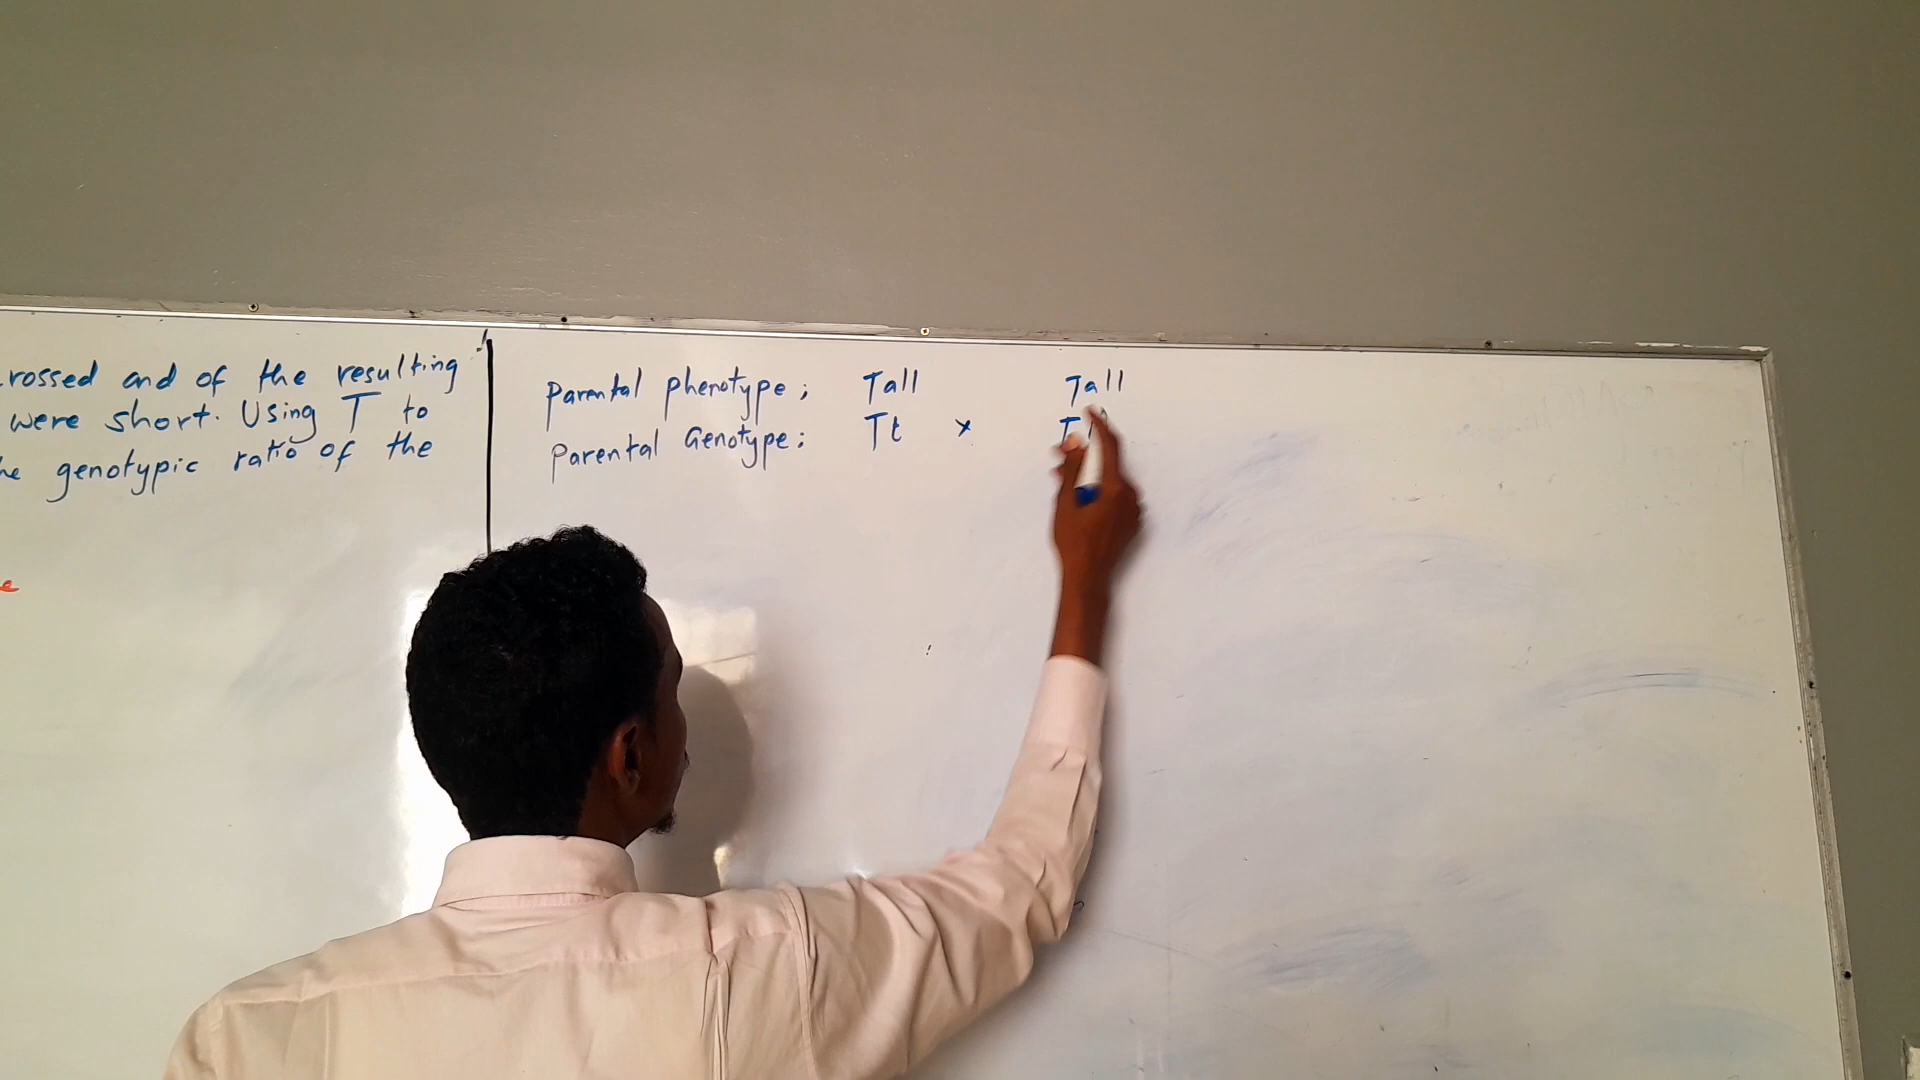 rossed and of the resulting
were short. Using T to
genotypic ratio of the
e
Parental phenotype; Tall Tall
Tt x T
Parental Genotype: